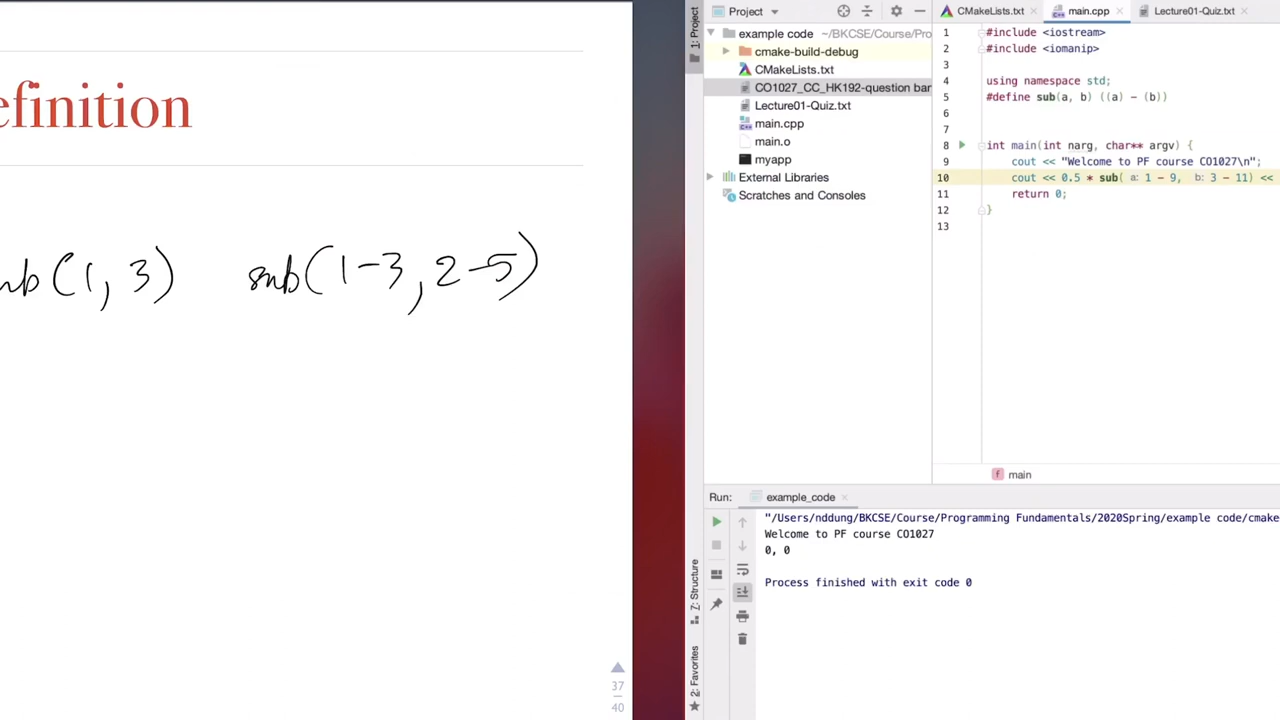 efinition
ub(1, 3) sub(1-3, 2-5)
37
40
1: Project
7: Structure
2: Favorites
Project
example code ~/BKCSE/Course/Pro
cmake-build-debug
CMakeLists.txt
CO1027_CC_HK192-question bar
Lecture01-Quiz.txt
main.cpp
main.o
myapp
External Libraries
Scratches and Consoles
CMakeLists.txt main.cpp Lecture01-Quiz.txt
1 #include <iostream>
2 #include <iomanip>
3
4 using namespace std;
5 #define sub(a, b) ((a) - (b))
6
7
8 int main(int narg, char** argv) {
9 cout << "Welcome to PF course CO1027\n";
10 cout << 0.5 * sub( a: 1 - 9, b: 3 - 11) <<
11 return 0;
12 }
13
f main
Run: example_code
"/Users/nddung/BKCSE/Course/Programming Fundamentals/2020Spring/example code/cmake
Welcome to PF course CO1027
0, 0
Process finished with exit code 0